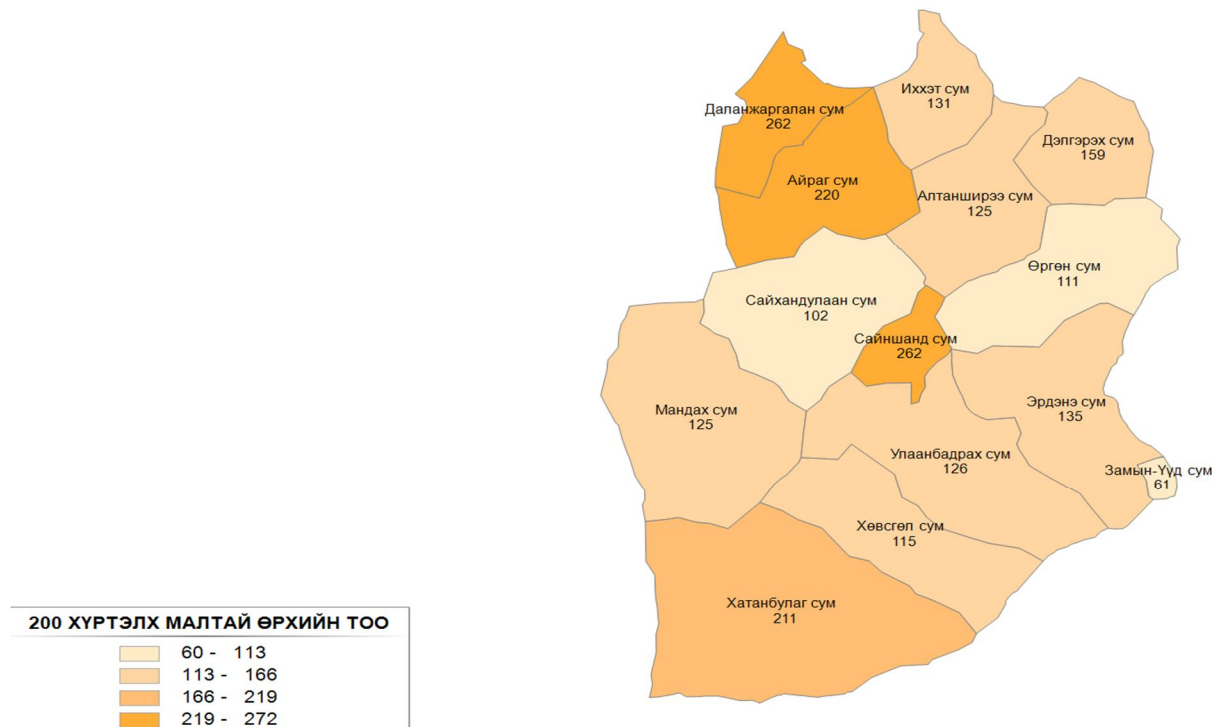 Иххэт сум
131
Даланжаргалан сум
262
Дэлгэрэх сум
159
Айраг сум
220
Алтанширээ сум
125
Өргөн сум
111
Сайхандулаан сум
102
Сайншанд сум
262
Мандах сум
125
Эрдэнэ сум
135
Улаанбадрах сум
126
Замын-Үүд сум
61
Хөвсгөл сум
115
Хатанбулаг сум
211
200 ХҮРТЭЛХ МАЛТАЙ ӨРХИЙН ТОО
60 - 113
113 - 166
166 - 219
219 - 272